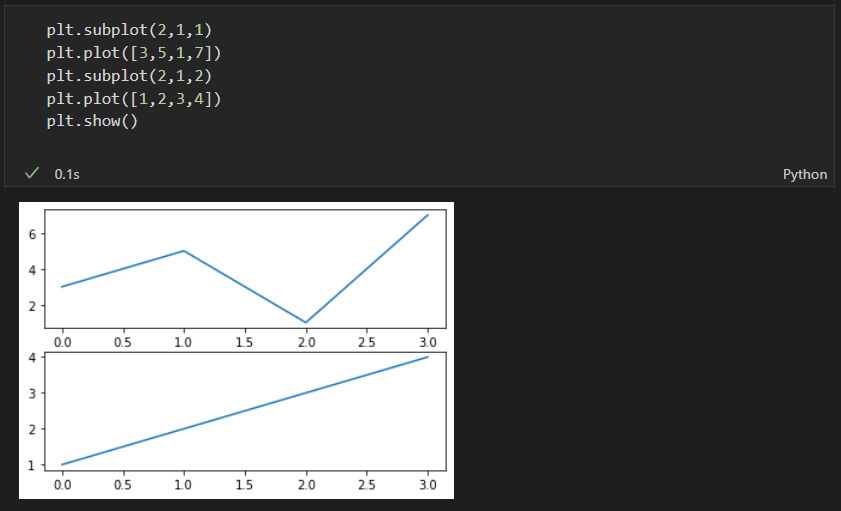 plt.subplot(2,1,1)
plt.plot([3,5,1,7])
plt.subplot(2,1,2)
plt.plot([1,2,3,4])
plt.show()
0.1s Python
6
4
2
0.0 0.5 1.0 1.5 2.0 2.5 3.0
4
3
2
1
0.0 0.5 1.0 1.5 2.0 2.5 3.0